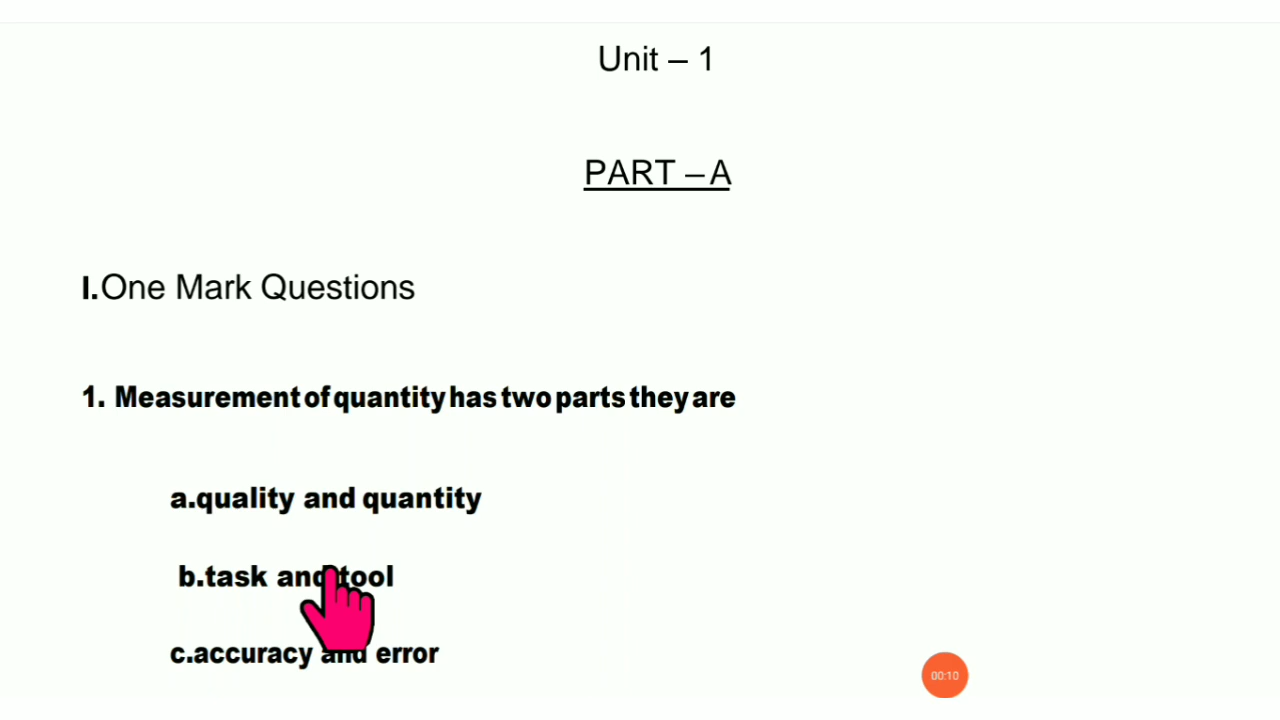 Unit – 1
PART – A
I.One Mark Questions
1. Measurement of quantity has two parts they are
a.quality and quantity
b.task and tool
c.accuracy and error
00:10